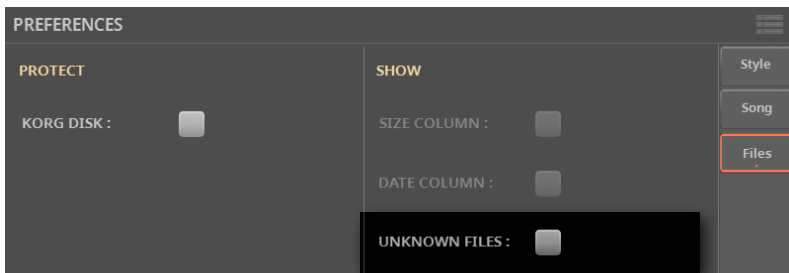 PREFERENCES
PROTECT
SHOW
Style
KORG DISK :
SIZE COLUMN :
Song
Files
DATE COLUMN :
UNKNOWN FILES :